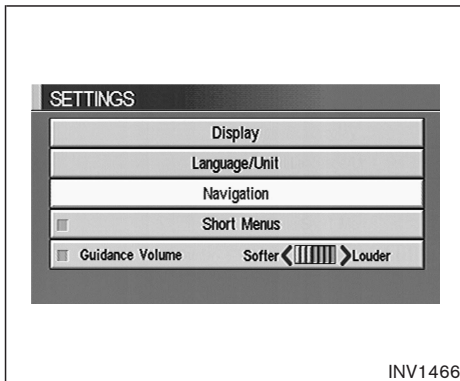 SETTINGS
Display
Language/Unit
Navigation
Short Menus
Guidance Volume Softer Louder
INV1466